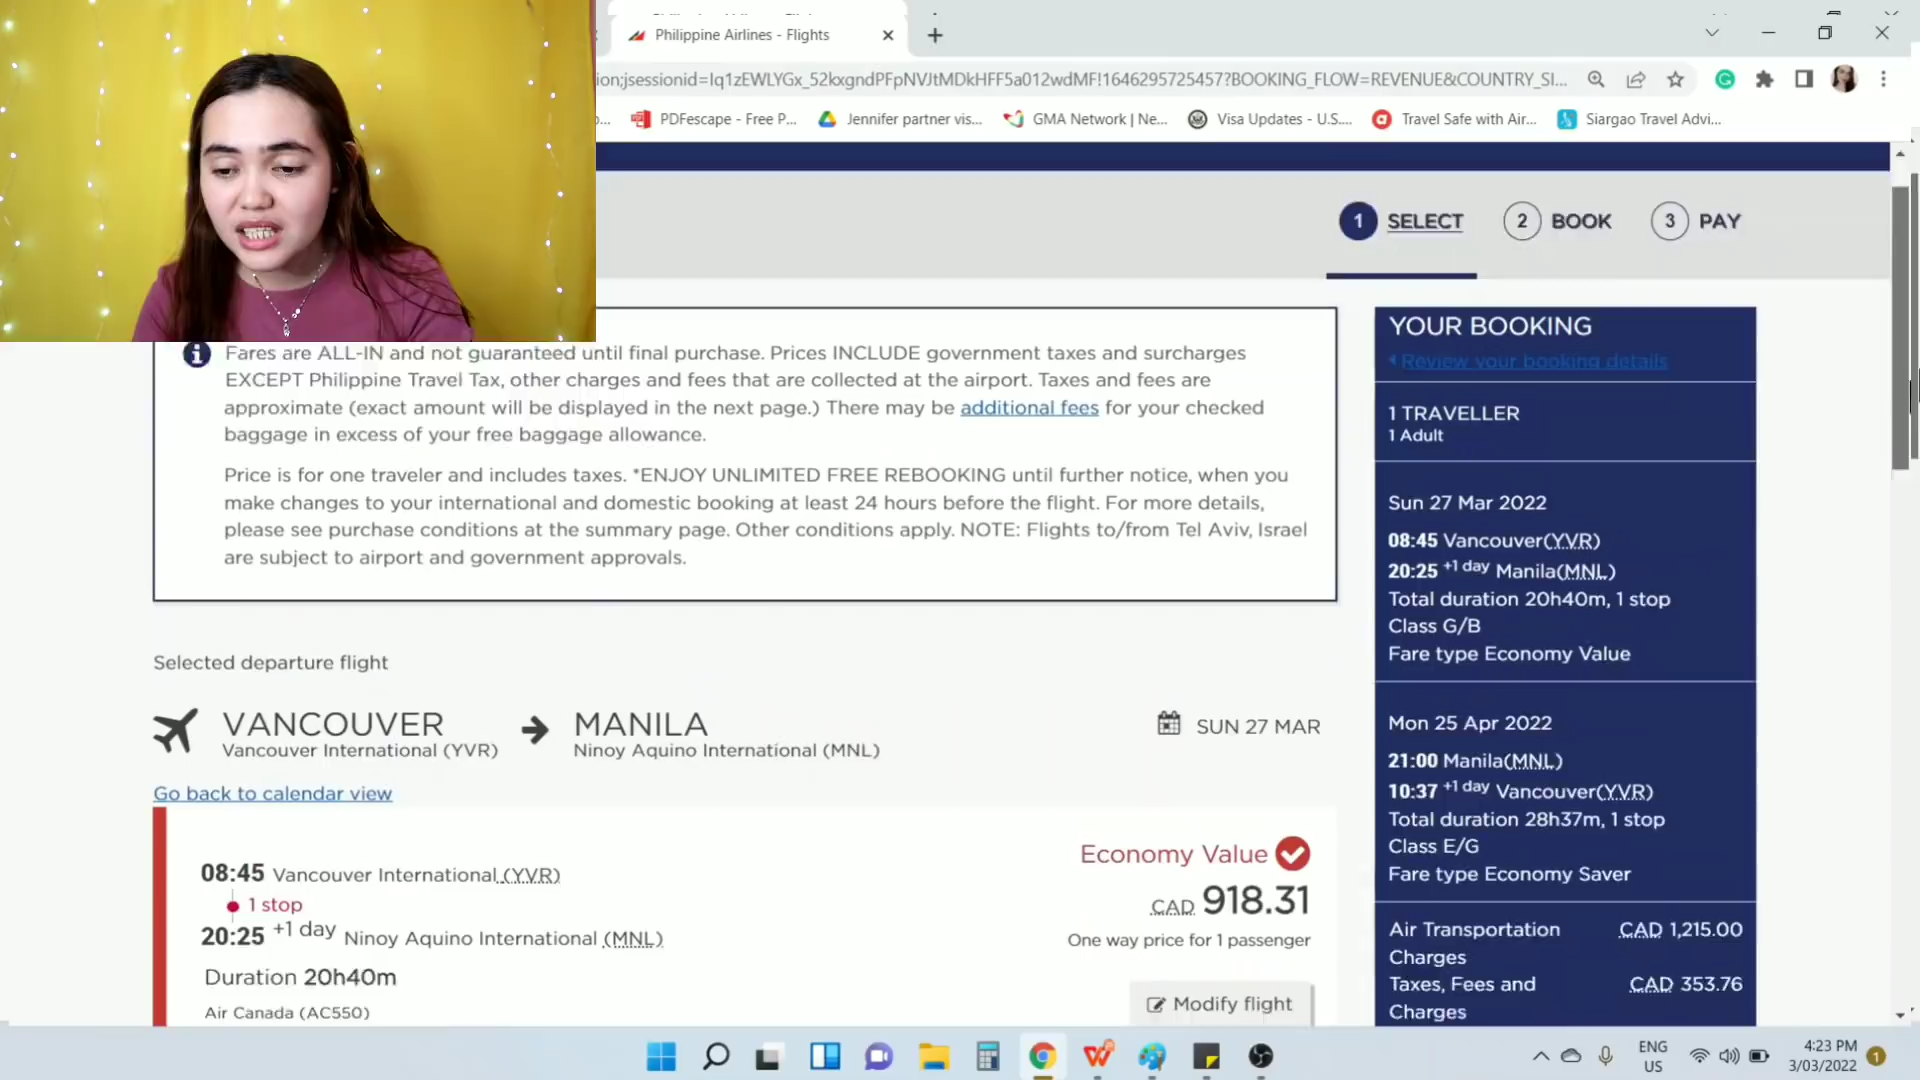 Philippine Airlines - Flights
ion;jsessionid=Iq1zEWLYGx_52kxgndPFpNVJtMDkHFF5a012wdMF!1646295725457?BOOKING_FLOW=REVENUE&COUNTRY_SI...
o...
PDFescape - Free P...
Jennifer partner vis...
GMA Network | Ne...
Visa Updates - U.S....
Travel Safe with Air...
Siargao Travel Advi...
1 SELECT
2 BOOK
3 PAY
Fares are ALL-IN and not guaranteed until final purchase. Prices INCLUDE government taxes and surcharges
EXCEPT Philippine Travel Tax, other charges and fees that are collected at the airport. Taxes and fees are
approximate (exact amount will be displayed in the next page.) There may be additional fees for your checked
baggage in excess of your free baggage allowance.
Price is for one traveler and includes taxes. *ENJOY UNLIMITED FREE REBOOKING until further notice, when you
make changes to your international and domestic booking at least 24 hours before the flight. For more details,
please see purchase conditions at the summary page. Other conditions apply. NOTE: Flights to/from Tel Aviv, Israel
are subject to airport and government approvals.
Selected departure flight
VANCOUVER
Vancouver International (YVR)
MANILA
Ninoy Aquino International (MNL)
SUN 27 MAR
Go back to calendar view
08:45 Vancouver International (YVR)
1 stop
20:25 +1 day Ninoy Aquino International (MNL)
Duration 20h40m
Air Canada (AC550)
Economy Value
CAD 918.31
One way price for 1 passenger
Modify flight
YOUR BOOKING
Review your booking details
1 TRAVELLER
1 Adult
Sun 27 Mar 2022
08:45 Vancouver(YVR)
20:25 +1 day Manila(MNL)
Total duration 20h40m, 1 stop
Class G/B
Fare type Economy Value
Mon 25 Apr 2022
21:00 Manila(MNL)
10:37 +1 day Vancouver(YVR)
Total duration 28h37m, 1 stop
Class E/G
Fare type Economy Saver
Air Transportation Charges CAD 1,215.00
Taxes, Fees and Charges CAD 353.76
ENG
US
4:23 PM
3/03/2022
1